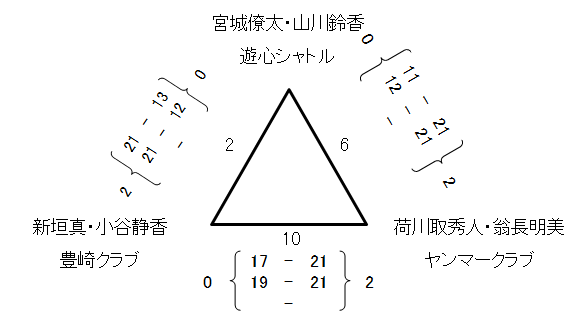 宮城僚太・山川鈴香
遊心シャトル
0
21 - 13
21 - 12
-
2
0
11 - 21
12 - 21
-
2
2
6
新垣真・小谷静香
豊崎クラブ
荷川取秀人・翁長明美
ヤンマークラブ
10
0
17 - 21
19 - 21
-
2